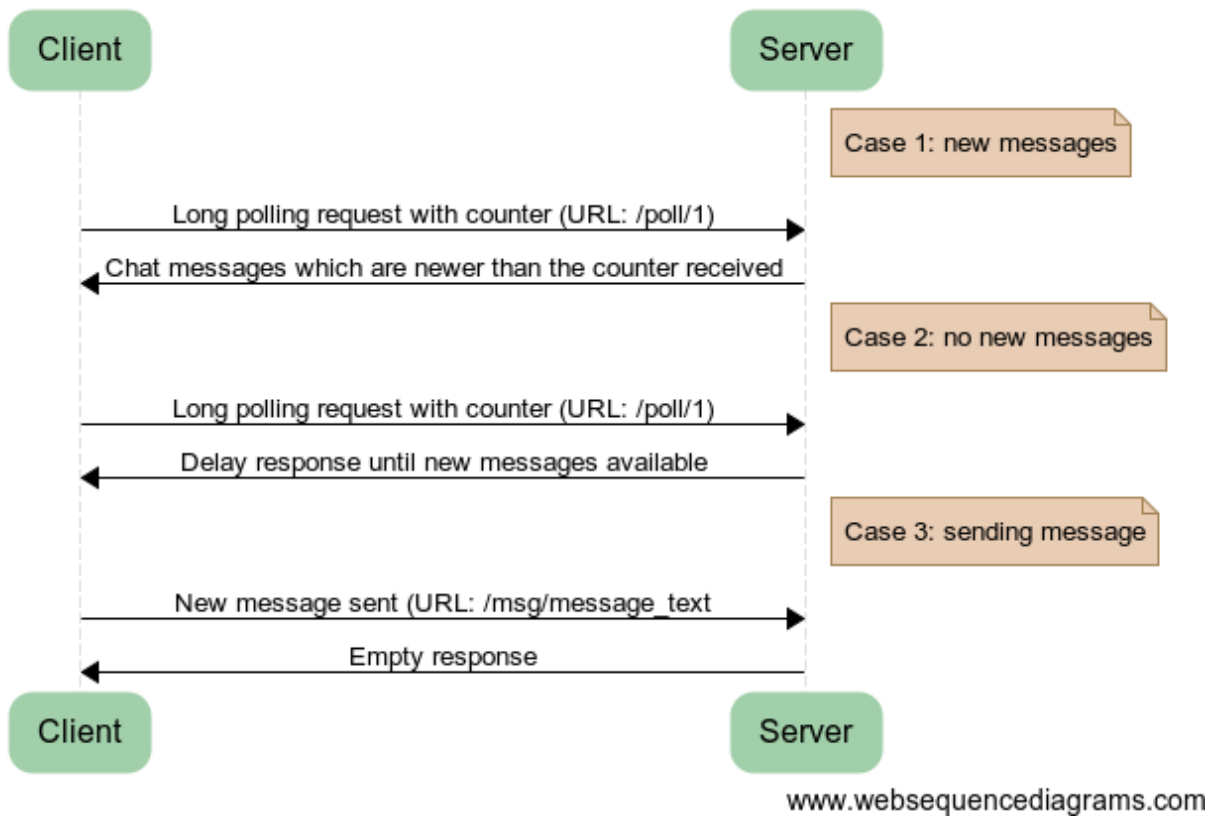 Client
Server
Case 1: new messages
Long polling request with counter (URL: /poll/1)
Chat messages which are newer than the counter received
Case 2: no new messages
Long polling request with counter (URL: /poll/1)
Delay response until new messages available
Case 3: sending message
New message sent (URL: /msg/message_text
Empty response
Client
Server
www.websequencediagrams.com